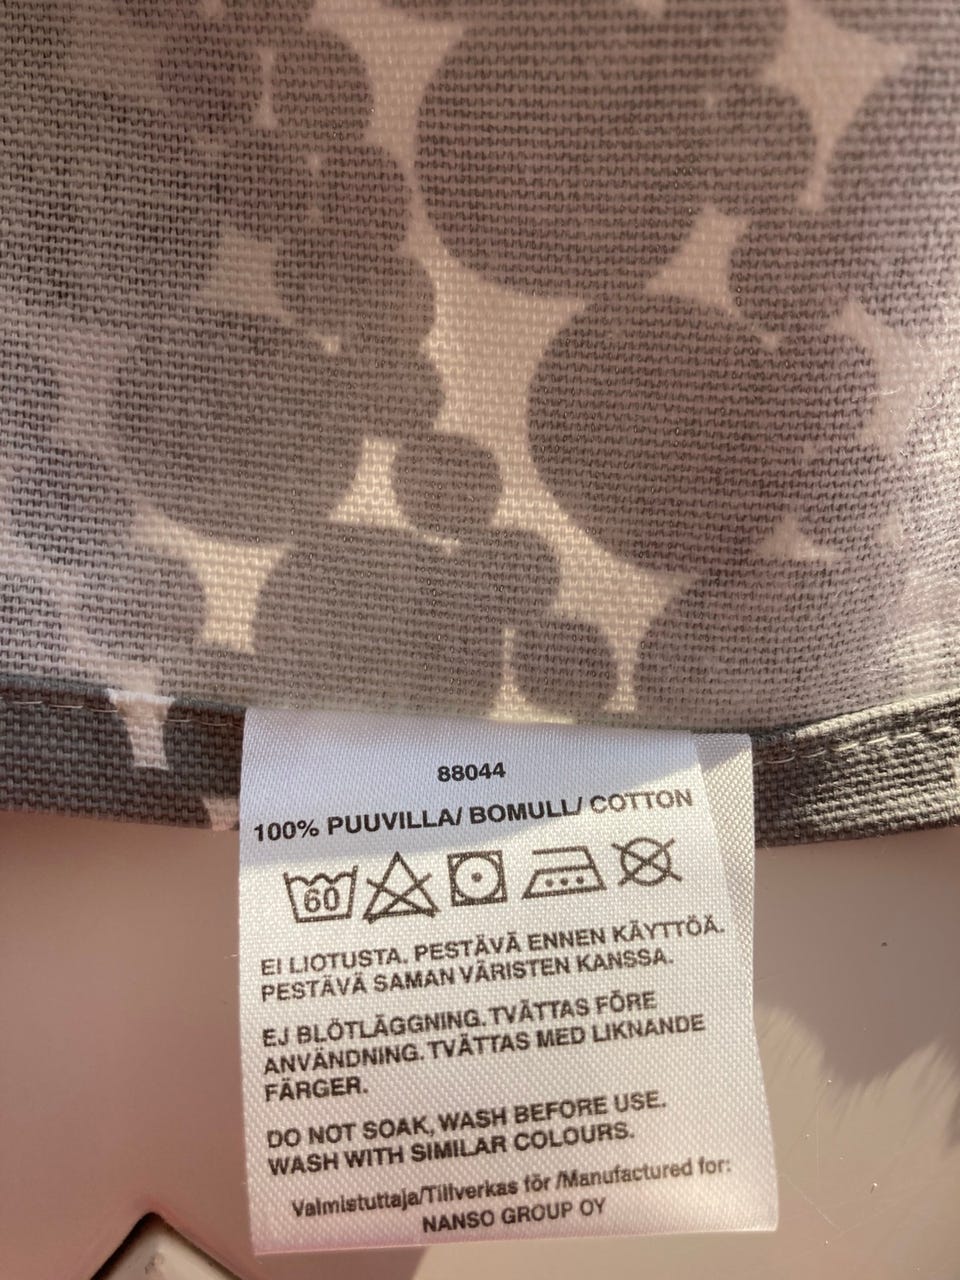 88044
100% PUUVILLA/ BOMULL/ COTTON
60
EI LIOTUSTA. PESTÄVÄ ENNEN KÄYTTÖÄ.
PESTÄVÄ SAMAN VÄRISTEN KANSSA.
EJ BLÖTLÄGGNING. TVÄTTAS FÖRE
ANVÄNDNING. TVÄTTAS MED LIKNANDE
FÄRGER.
DO NOT SOAK, WASH BEFORE USE.
WASH WITH SIMILAR COLOURS.
Valmistuttaja/Tillverkas för /Manufactured for:
NANSO GROUP OY